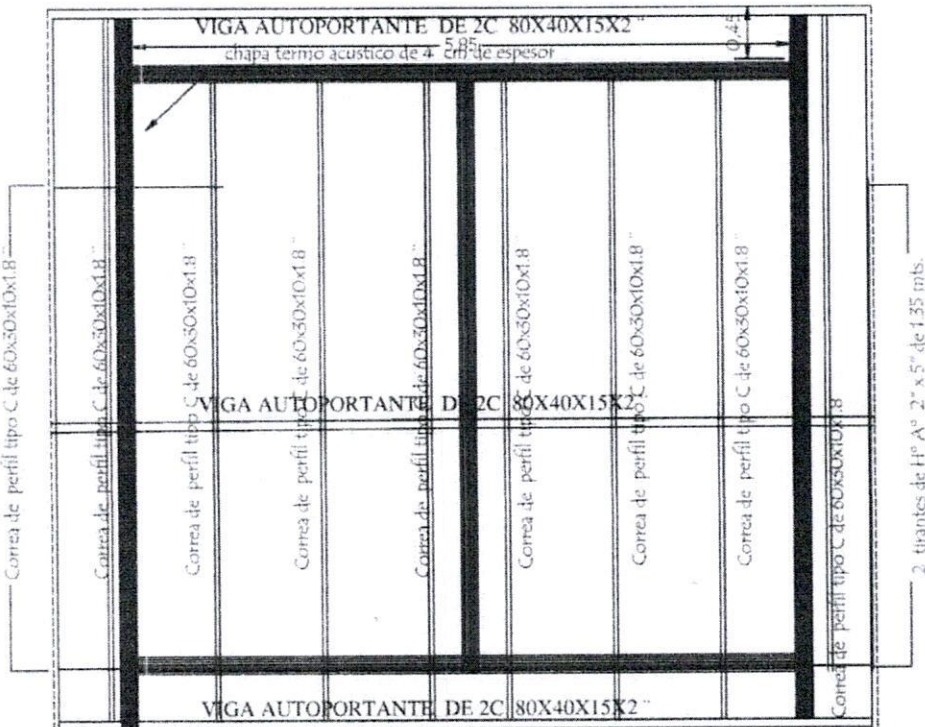 VIGA AUTOPORTANTE DE 2C 80X40X15X2"
5,85
chapa termo acustico de 4 cm de espesor
0,45
Correa de perfil tipo C de 60x30x10x1.8"
Correa de perfil tipo C de 60x30x10x1.8"
Correa de perfil tipo C de 60x30x10x1.8"
Correa de perfil tipo C de 60x30x10x1.8"
Correa de perfil tipo C de 60x30x10x1.8"
Correa de perfil tipo C de 60x30x10x1.8"
Correa de perfil tipo C de 60x30x10x1.8"
Correa de perfil tipo C de 60x30x10x1.8"
Correa de perfil tipo C de 60x30x10x1.8
2 tirantes de Hº Aº 2" x 5" de 1.35 mts.
VIGA AUTOPORTANTE DE 2C 80X40X15X2"
VIGA AUTOPORTANTE DE 2C 80X40X15X2"